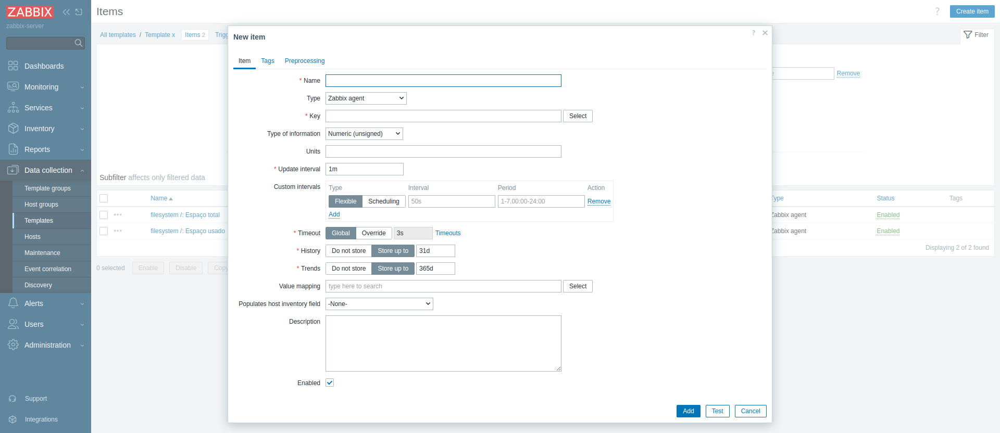 ZABBIX
zabbix-server
Dashboards
Monitoring
Services
Inventory
Reports
Data collection
Template groups
Host groups
Templates
Hosts
Maintenance
Event correlation
Discovery
Alerts
Users
Administration
Support
Integrations
Items
? Create item
All templates / Template x Items 2 Trigg
Filter
Remove
Subfilter affects only filtered data
Name
filesystem /: Espaço total
filesystem /: Espaço usado
0 selected Enable Disable Copy
Type Status Tags
Zabbix agent Enabled
Zabbix agent Enabled
Displaying 2 of 2 found
New item
?
Item Tags Preprocessing
* Name
Type Zabbix agent
* Key Select
Type of information Numeric (unsigned)
Units
* Update interval 1m
Custom intervals Type Interval Period Action
Flexible Scheduling 50s 1-7,00:00-24:00 Remove
Add
* Timeout Global Override 3s Timeouts
* History Do not store Store up to 31d
* Trends Do not store Store up to 365d
Value mapping type here to search Select
Populates host inventory field -None-
Description
Enabled
Add Test Cancel